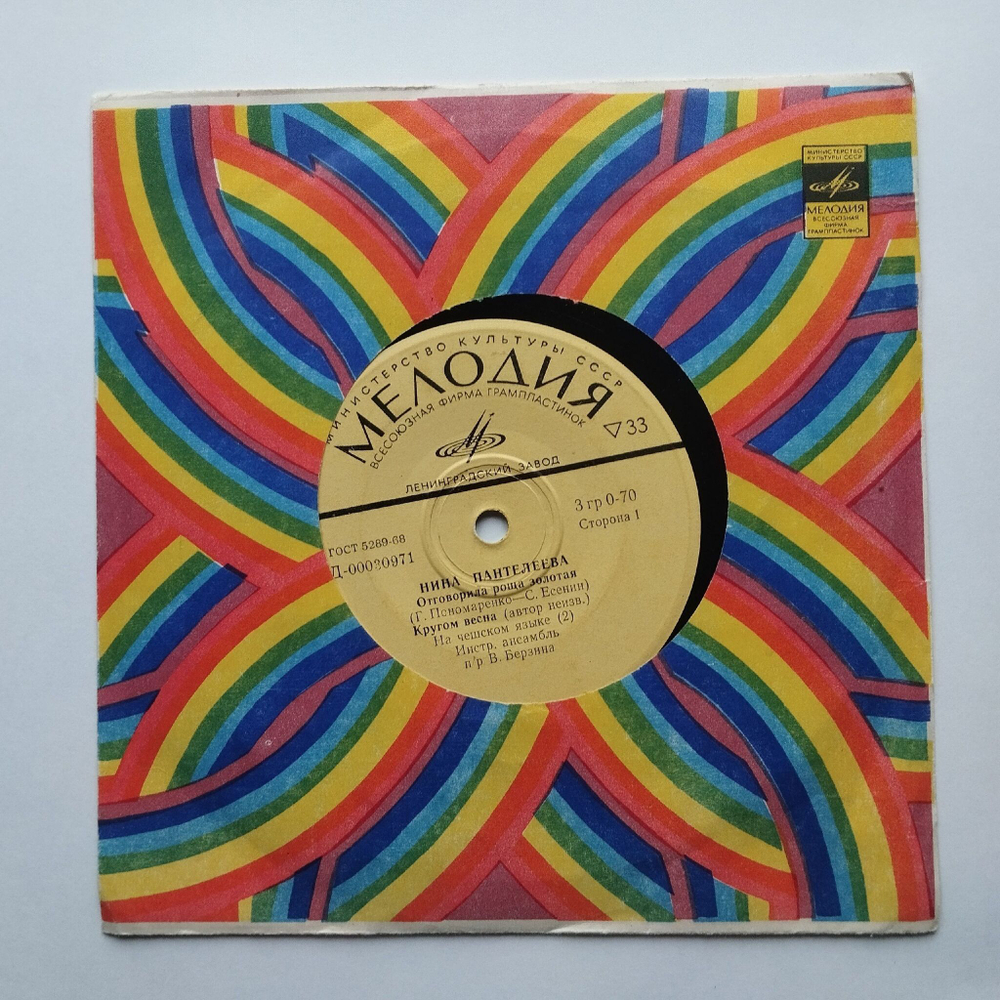 МИНИСТЕРСТВО
КУЛЬТУРЫ СССР
МЕЛОДИЯ
ВСЕСОЮЗНАЯ
ФИРМА
ГРАМПЛАСТИНОК
МИНИСТЕРСТВО КУЛЬТУРЫ СССР
МЕЛОДИЯ
ВСЕСОЮЗНАЯ ФИРМА ГРАМПЛАСТИНОК
▽33
ЛЕНИНГРАДСКИЙ ЗАВОД
3 гр 0-70
Сторона 1
ГОСТ 5289-68
Д-00020971
НИНА ПАНТЕЛЕЕВА
Отговорила роща золотая
(Г. Пономаренко—С. Есенин)
Кругом весна (автор неизв.)
На чешском языке (2)
Инстр. ансамбль
п/р В. Берзина